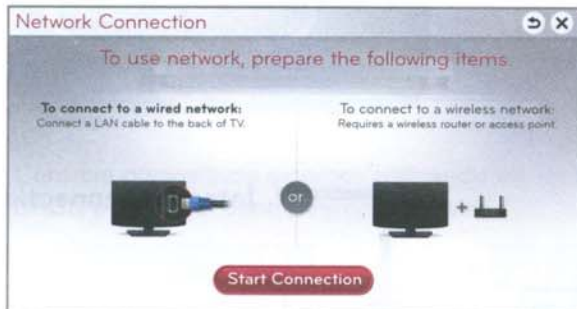 Network Connection
To use network, prepare the following items.
To connect to a wired network:
Connect a LAN cable to the back of TV.
To connect to a wireless network:
Requires a wireless router or access point.
or
Start Connection